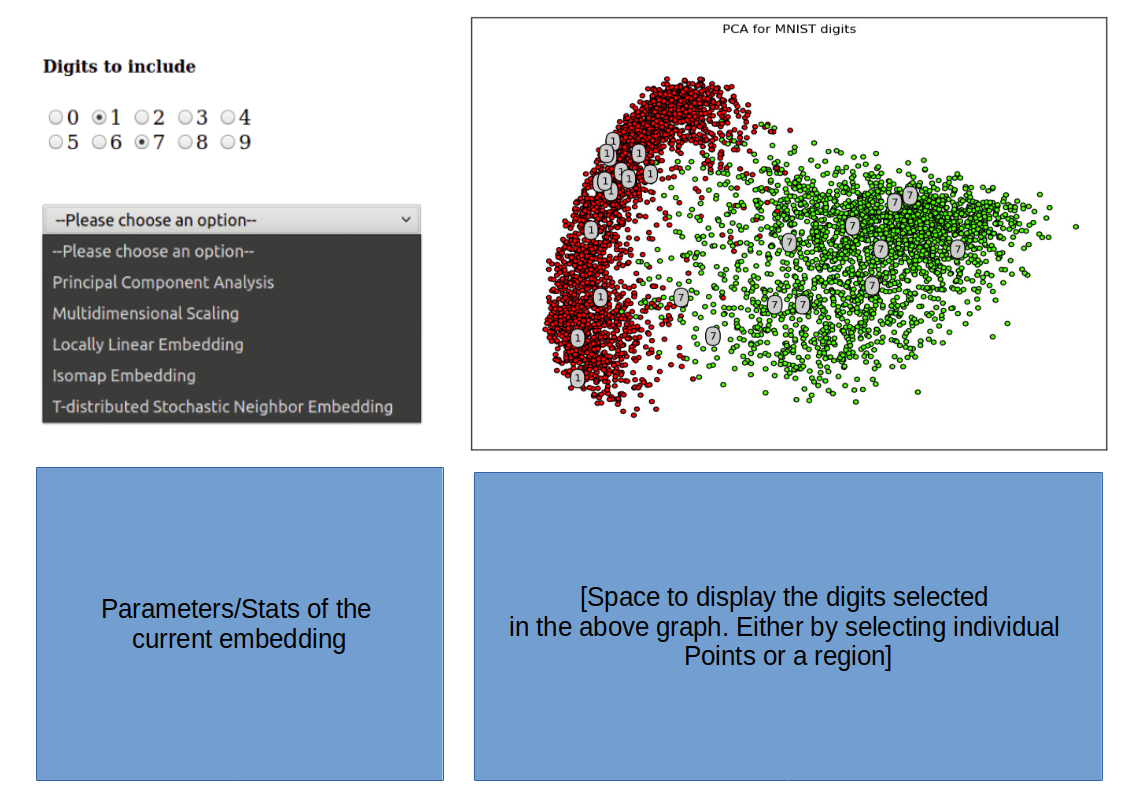 Digits to include
0 1 2 3 4
5 6 7 8 9
--Please choose an option--
--Please choose an option--
Principal Component Analysis
Multidimensional Scaling
Locally Linear Embedding
Isomap Embedding
T-distributed Stochastic Neighbor Embedding
PCA for MNIST digits
1
1
1
1
1
1
1
1
1
1
1
1
7
7
7
7
7
7
7
7
7
7
7
Parameters/Stats of the
current embedding
[Space to display the digits selected
in the above graph. Either by selecting individual
Points or a region]